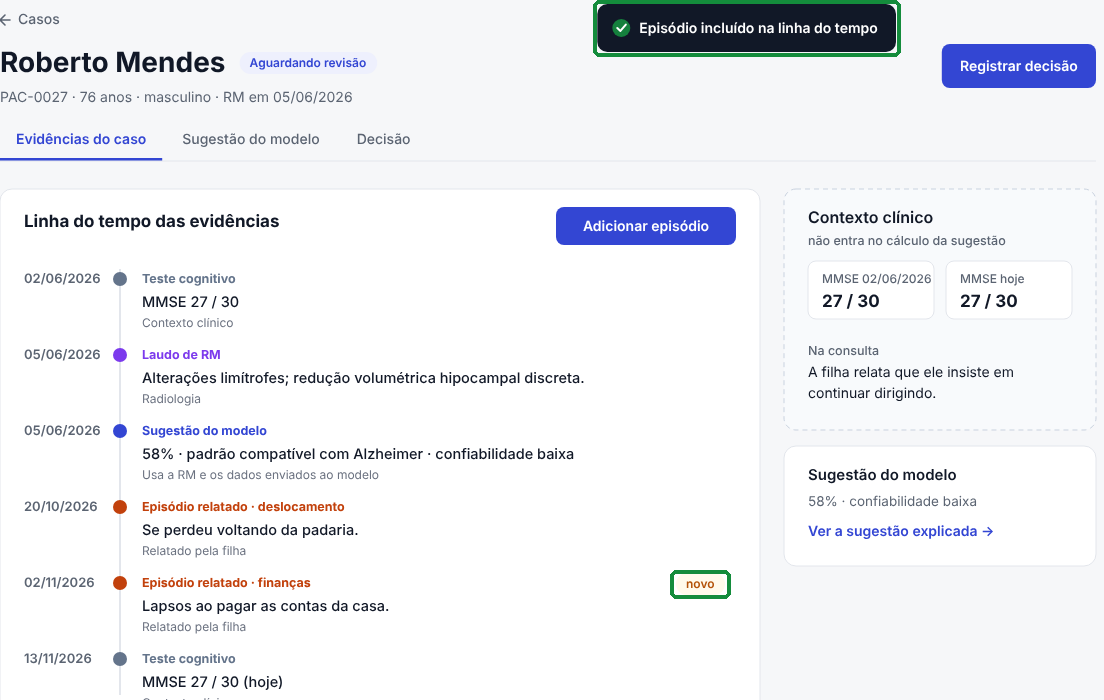 Casos
Episódio incluído na linha do tempo
Roberto Mendes
Aguardando revisão
Registrar decisão
PAC-0027 · 76 anos · masculino · RM em 05/06/2026
Evidências do caso
Sugestão do modelo
Decisão
Linha do tempo das evidências
Adicionar episódio
02/06/2026
Teste cognitivo
MMSE 27 / 30
Contexto clínico
05/06/2026
Laudo de RM
Alterações limítrofes; redução volumétrica hipocampal discreta.
Radiologia
05/06/2026
Sugestão do modelo
58% · padrão compatível com Alzheimer · confiabilidade baixa
Usa a RM e os dados enviados ao modelo
20/10/2026
Episódio relatado · deslocamento
Se perdeu voltando da padaria.
Relatado pela filha
02/11/2026
Episódio relatado · finanças
novo
Lapsos ao pagar as contas da casa.
Relatado pela filha
13/11/2026
Teste cognitivo
MMSE 27 / 30 (hoje)
Contexto clínico
não entra no cálculo da sugestão
MMSE 02/06/2026
27 / 30
MMSE hoje
27 / 30
Na consulta
A filha relata que ele insiste em
continuar dirigindo.
Sugestão do modelo
58% · confiabilidade baixa
Ver a sugestão explicada →